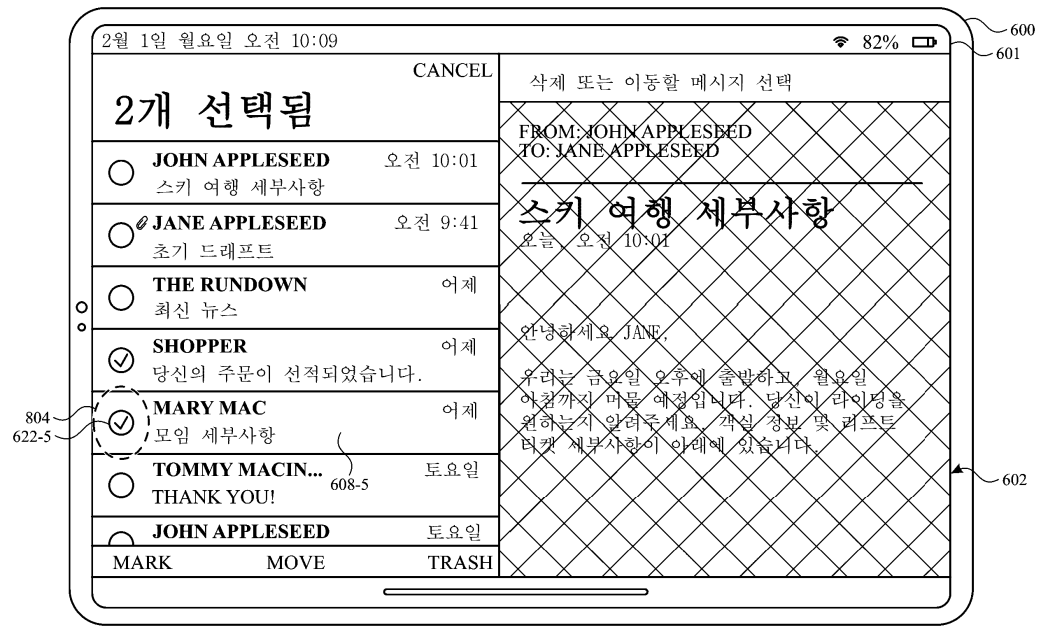 2월 1일 월요일 오전 10:09
82%
600
601
CANCEL
2개 선택됨
삭제 또는 이동할 메시지 선택
JOHN APPLESEED 오전 10:01
스키 여행 세부사항
JANE APPLESEED 오전 9:41
초기 드래프트
THE RUNDOWN 어제
최신 뉴스
SHOPPER 어제
당신의 주문이 선적되었습니다.
MARY MAC 어제
모임 세부사항
TOMMY MACIN... 토요일
THANK YOU!
JOHN APPLESEED 토요일
MARK MOVE TRASH
804
622-5
608-5
FROM: JOHN APPLESEED
TO: JANE APPLESEED
스키 여행 세부사항
오늘, 오전 10:01
안녕하세요 JANE,
우리는 금요일 오후에 출발하고, 월요일
아침까지 머물 예정입니다. 당신이 라이딩을
원하는지 알려주세요, 객실 정보 및 리프트
티켓 세부사항이 아래에 있습니다.
602